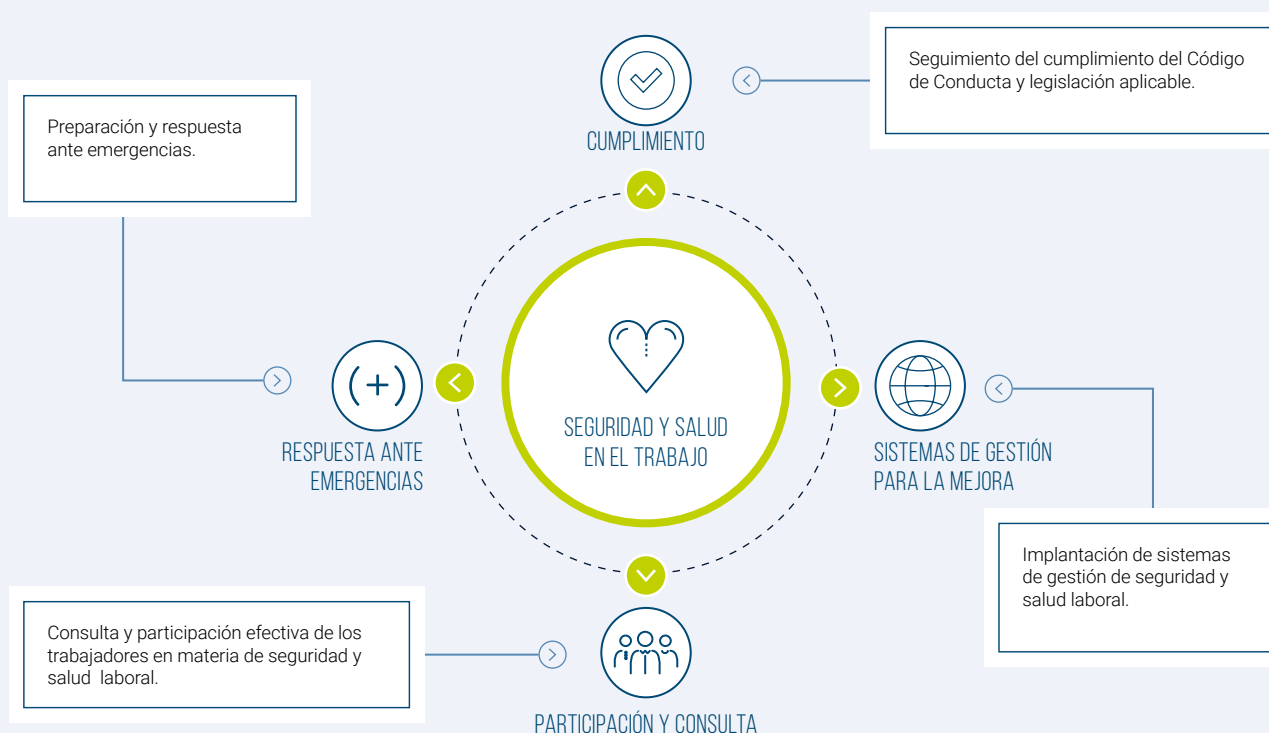 Seguimiento del cumplimiento del Código
de Conducta y legislación aplicable.
CUMPLIMIENTO
Preparación y respuesta
ante emergencias.
RESPUESTA ANTE
EMERGENCIAS
SEGURIDAD Y SALUD
EN EL TRABAJO
SISTEMAS DE GESTIÓN
PARA LA MEJORA
Implantación de sistemas
de gestión de seguridad y
salud laboral.
Consulta y participación efectiva de los
trabajadores en materia de seguridad y
salud laboral.
PARTICIPACIÓN Y CONSULTA